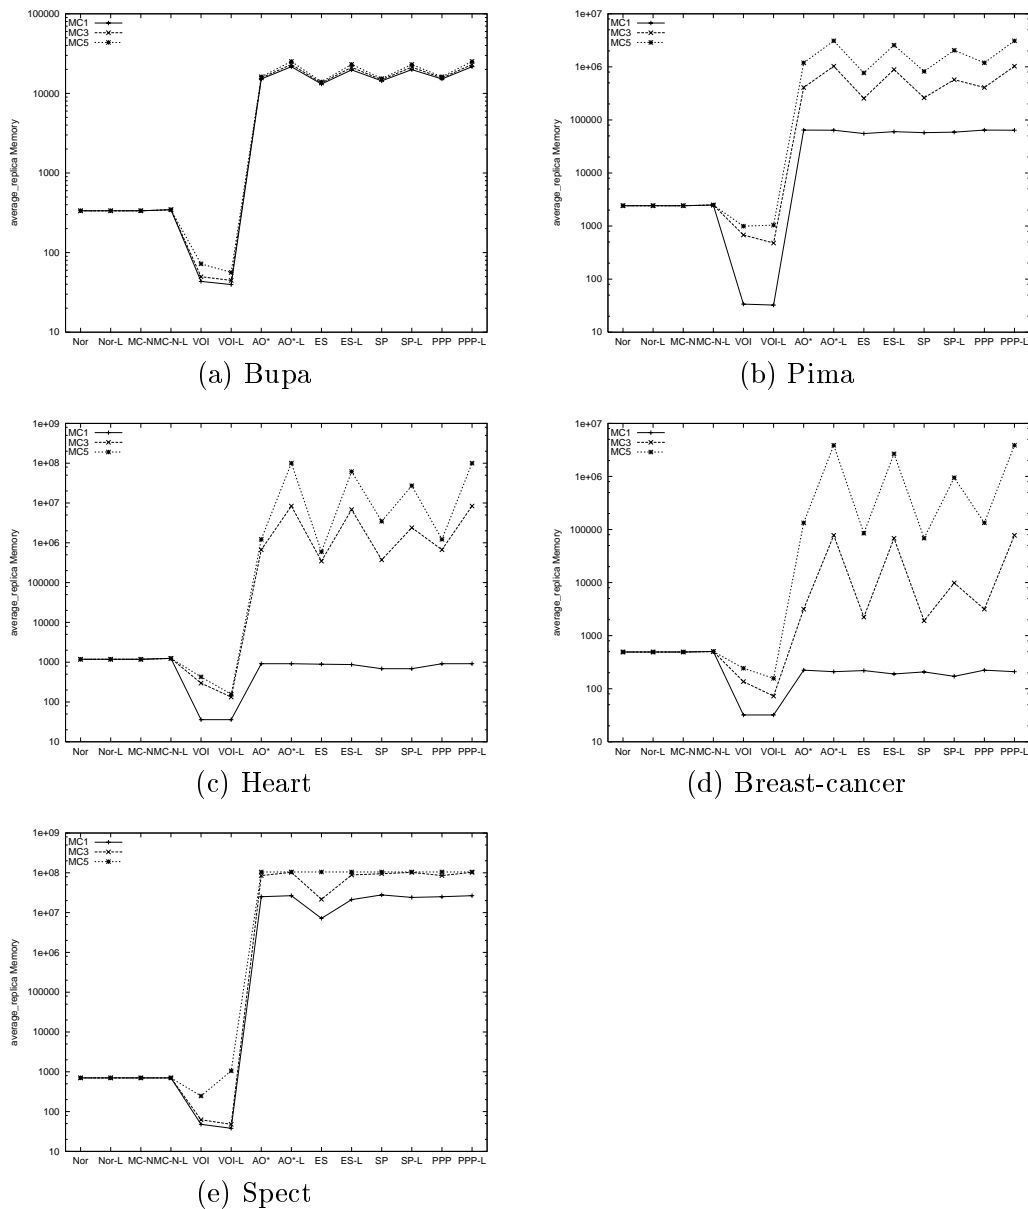 100000
10000
1000
100
10
average_replica Memory
MC1
MC3
MC5
Nor Nor-L MC-N MC-N-L VOI VOI-L AO* AO*-L ES ES-L SP SP-L PPP PPP-L
(a) Bupa
1e+07
1e+06
100000
10000
1000
100
10
average_replica Memory
MC1
MC3
MC5
Nor Nor-L MC-N MC-N-L VOI VOI-L AO* AO*-L ES ES-L SP SP-L PPP PPP-L
(b) Pima
1e+09
1e+08
1e+07
1e+06
100000
10000
1000
100
10
average_replica Memory
MC1
MC3
MC5
Nor Nor-L MC-N MC-N-L VOI VOI-L AO* AO*-L ES ES-L SP SP-L PPP PPP-L
(c) Heart
1e+07
1e+06
100000
10000
1000
100
10
average_replica Memory
MC1
MC3
MC5
Nor Nor-L MC-N MC-N-L VOI VOI-L AO* AO*-L ES ES-L SP SP-L PPP PPP-L
(d) Breast-cancer
1e+09
1e+08
1e+07
1e+06
100000
10000
1000
100
10
average_replica Memory
MC1
MC3
MC5
Nor Nor-L MC-N MC-N-L VOI VOI-L AO* AO*-L ES ES-L SP SP-L PPP PPP-L
(e) Spect